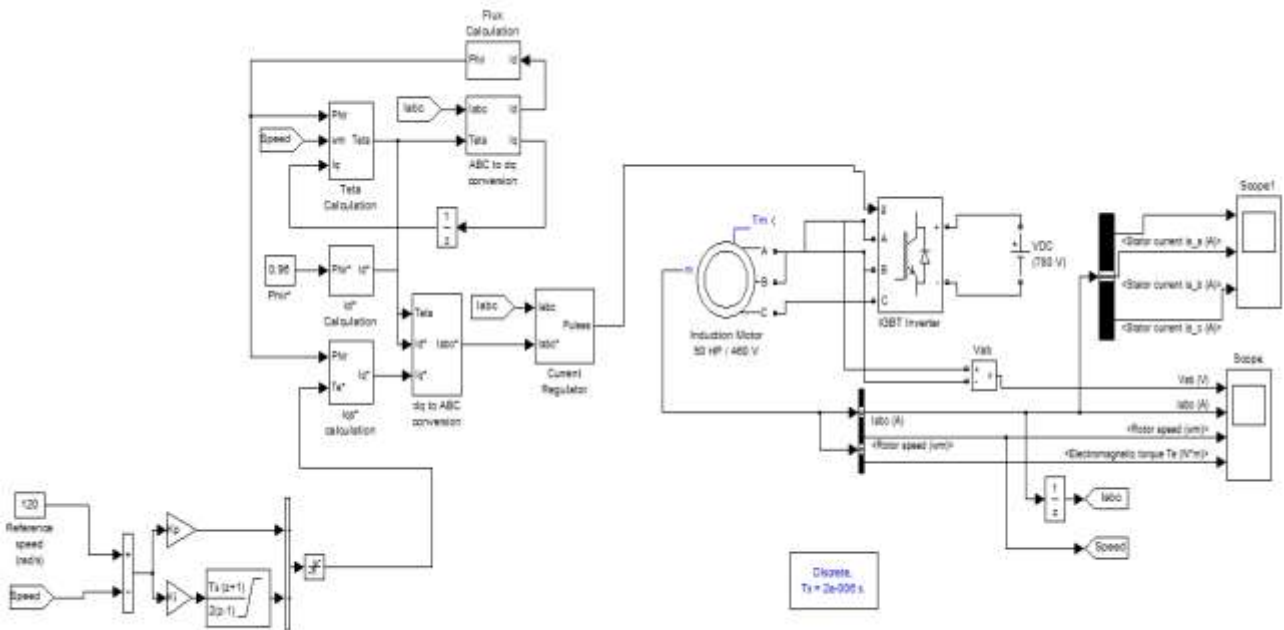 Flux
Calculation
Phir Id
Iabc
Iabc Id
Teta Iq
ABC to dq
conversion
Phir
Speed
wm Teta
Iq
Teta
Calculation
1
z
0.96
Phir*
Phir* Id*
Id*
Calculation
Phir
Te* Iq*
calculation
Teta
Id* Iabc*
Iq*
dq to ABC
conversion
Iabc
Iabc
Pulses
Iabc*
Current
Regulator
Tm
m
A
B
C
Induction Motor
50 HP / 460 V
g
A
B
C
+
-
IGBT Inverter
VDC
(780 V)
Scope1
<Stator current is_a (A)>
<Stator current is_b (A)>
<Stator current is_c (A)>
Vab
+
-
v
Scope
Vab (V)
Iabc (A)
<Rotor speed (wm)>
<Electromagnetic torque Te (N*m)>
Iabc (A)
<Rotor speed (wm)>
1
z
Iabc
Speed
120
Reference
speed
(rad/s)
Speed
+
-
Kp
Ki
Ts (z+1)
2(z-1)
Discrete,
Ts = 2e-006 s.